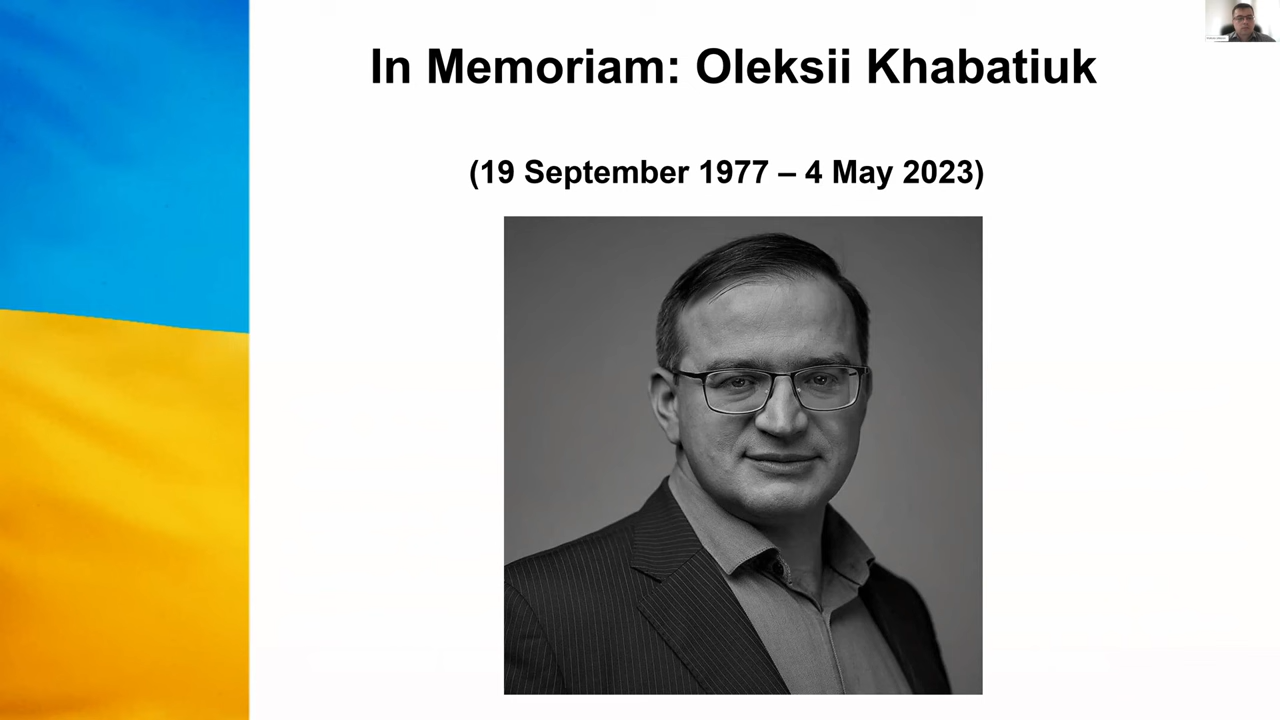 In Memoriam: Oleksii Khabatiuk
(19 September 1977 – 4 May 2023)